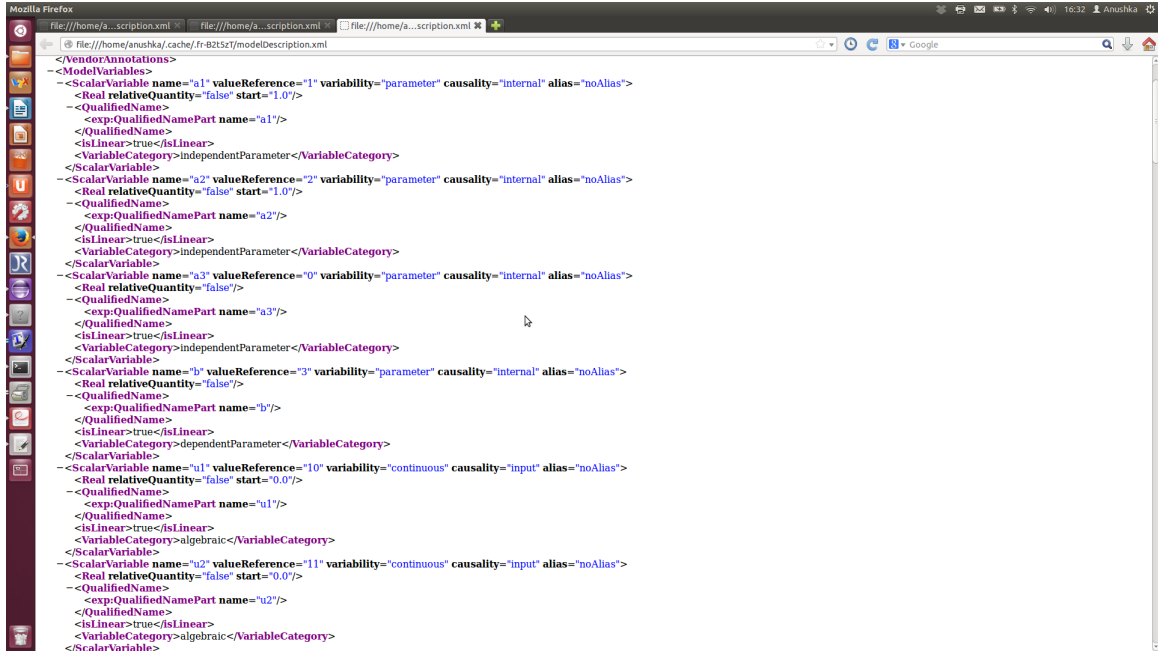 Mozilla Firefox
16:32 Anushka
file:///home/a...scription.xml
file:///home/a...scription.xml
file:///home/a...scription.xml
file:///home/anushka/.cache/.fr-B2t5zT/modelDescription.xml
Google
</VendorAnnotations>
−<ModelVariables>
−<ScalarVariable name="a1" valueReference="1" variability="parameter" causality="internal" alias="noAlias">
<Real relativeQuantity="false" start="1.0"/>
−<QualifiedName>
<exp:QualifiedNamePart name="a1"/>
</QualifiedName>
<isLinear>true</isLinear>
<VariableCategory>independentParameter</VariableCategory>
</ScalarVariable>
−<ScalarVariable name="a2" valueReference="2" variability="parameter" causality="internal" alias="noAlias">
<Real relativeQuantity="false" start="1.0"/>
−<QualifiedName>
<exp:QualifiedNamePart name="a2"/>
</QualifiedName>
<isLinear>true</isLinear>
<VariableCategory>independentParameter</VariableCategory>
</ScalarVariable>
−<ScalarVariable name="a3" valueReference="0" variability="parameter" causality="internal" alias="noAlias">
<Real relativeQuantity="false"/>
−<QualifiedName>
<exp:QualifiedNamePart name="a3"/>
</QualifiedName>
<isLinear>true</isLinear>
<VariableCategory>independentParameter</VariableCategory>
</ScalarVariable>
−<ScalarVariable name="b" valueReference="3" variability="parameter" causality="internal" alias="noAlias">
<Real relativeQuantity="false"/>
−<QualifiedName>
<exp:QualifiedNamePart name="b"/>
</QualifiedName>
<isLinear>true</isLinear>
<VariableCategory>dependentParameter</VariableCategory>
</ScalarVariable>
−<ScalarVariable name="u1" valueReference="10" variability="continuous" causality="input" alias="noAlias">
<Real relativeQuantity="false" start="0.0"/>
−<QualifiedName>
<exp:QualifiedNamePart name="u1"/>
</QualifiedName>
<isLinear>true</isLinear>
<VariableCategory>algebraic</VariableCategory>
</ScalarVariable>
−<ScalarVariable name="u2" valueReference="11" variability="continuous" causality="input" alias="noAlias">
<Real relativeQuantity="false" start="0.0"/>
−<QualifiedName>
<exp:QualifiedNamePart name="u2"/>
</QualifiedName>
<isLinear>true</isLinear>
<VariableCategory>algebraic</VariableCategory>
</ScalarVariable>